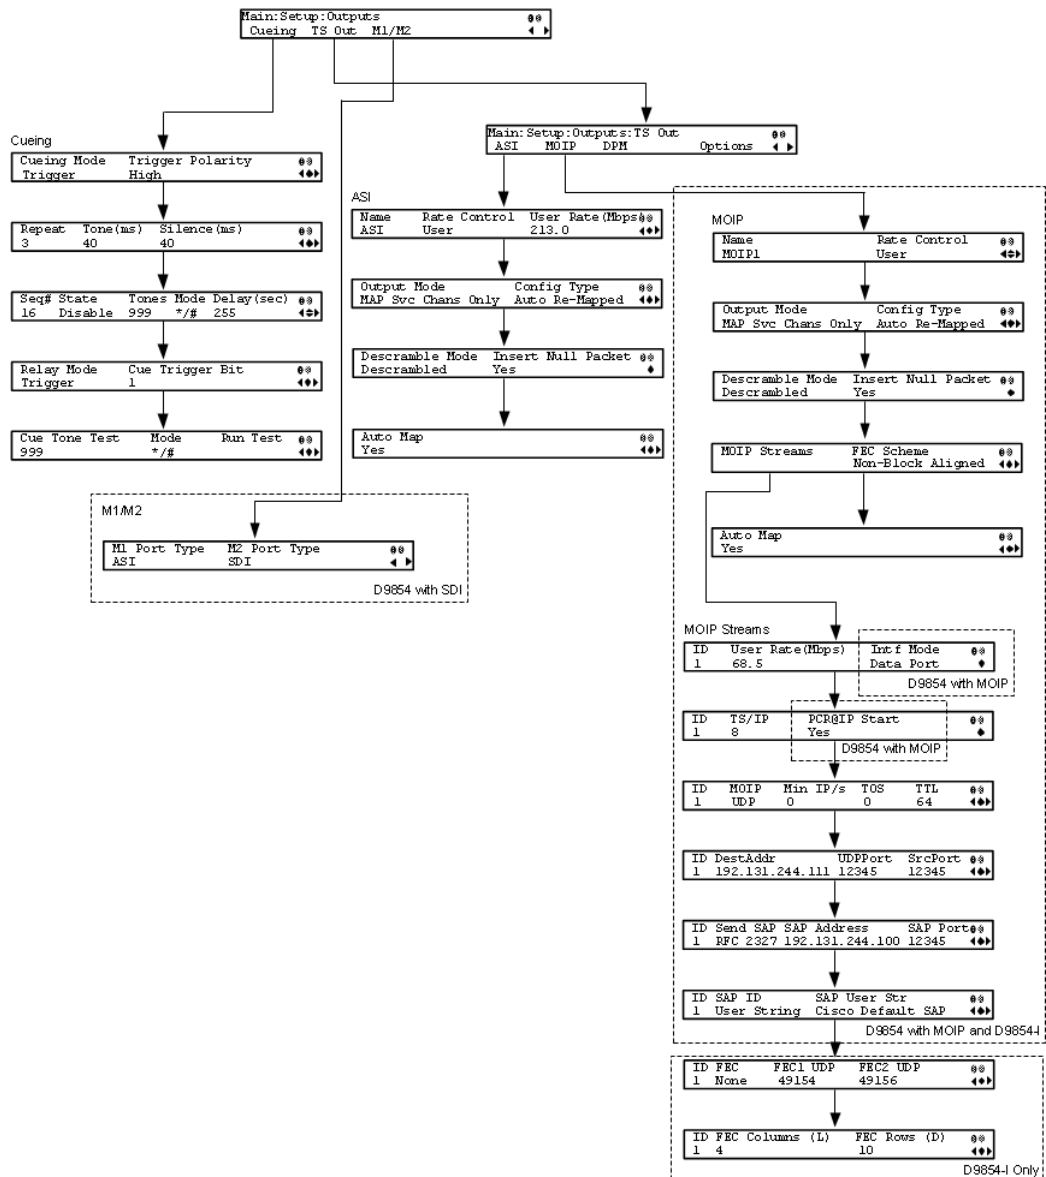 Main:Setup:Outputs
Cueing TS Out M1/M2
Cueing
Cueing Mode Trigger Polarity
Trigger High
Repeat Tone(ms) Silence(ms)
3 40 40
Seq# State Tones Mode Delay(sec)
16 Disable 999 */# 255
Relay Mode Cue Trigger Bit
Trigger 1
Cue Tone Test Mode Run Test
999 */#
M1/M2
M1 Port Type M2 Port Type
ASI SDI
D9854 with SDI
Main:Setup:Outputs:TS Out
ASI MOIP DPM Options
ASI
Name Rate Control User Rate(Mbps)
ASI User 213.0
Output Mode Config Type
MAP Svc Chans Only Auto Re-Mapped
Descramble Mode Insert Null Packet
Descrambled Yes
Auto Map
Yes
MOIP
Name Rate Control
MOIP1 User
Output Mode Config Type
MAP Svc Chans Only Auto Re-Mapped
Descramble Mode Insert Null Packet
Descrambled Yes
MOIP Streams FEC Scheme
Non-Block Aligned
Auto Map
Yes
MOIP Streams
ID User Rate(Mbps) Intf Mode
1 68.5 Data Port
D9854 with MOIP
ID TS/IP PCR@IP Start
1 8 Yes
D9854 with MOIP
ID MOIP Min IP/s TOS TTL
1 UDP 0 0 64
ID DestAddr UDPPort SrcPort
1 192.131.244.111 12345 12345
ID Send SAP SAP Address SAP Port
1 RFC 2327 192.131.244.100 12345
ID SAP ID SAP User Str
1 User String Cisco Default SAP
D9854 with MOIP and D9854-I
ID FEC FEC1 UDP FEC2 UDP
1 None 49154 49156
ID FEC Columns (L) FEC Rows (D)
1 4 10
D9854-I Only